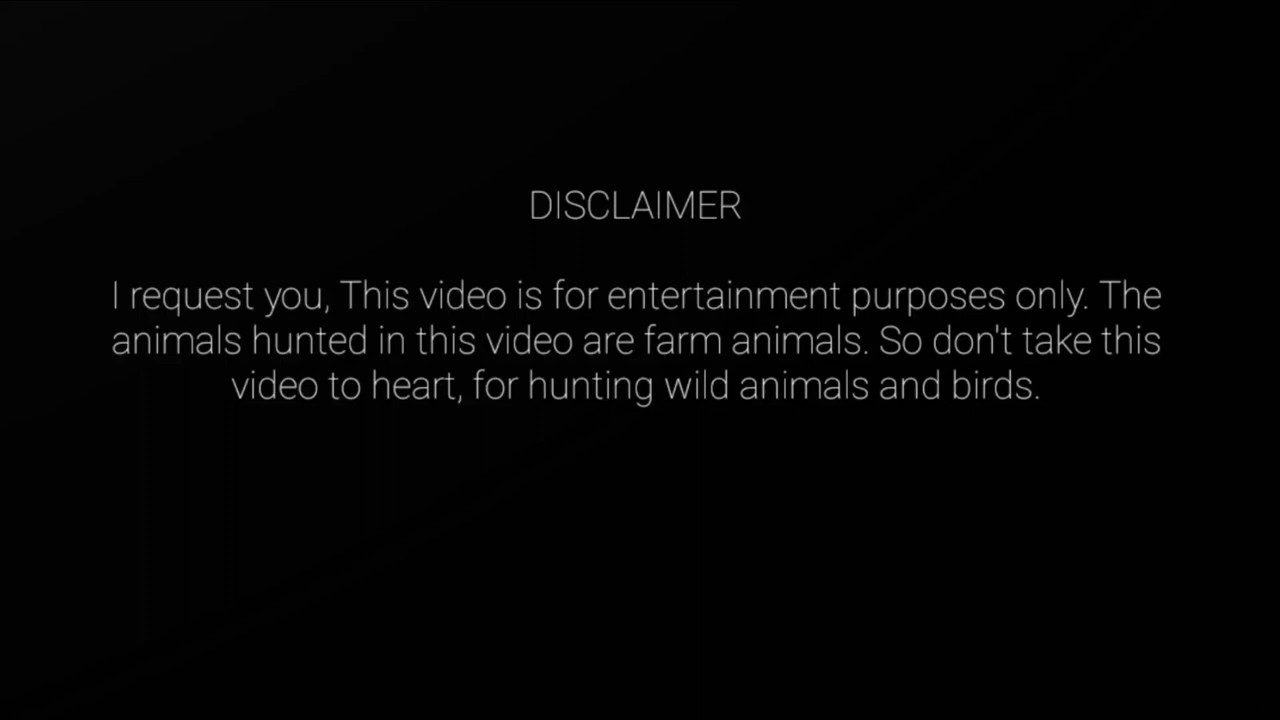 DISCLAIMER
I request you, This video is for entertainment purposes only. The
animals hunted in this video are farm animals. So don't take this
video to heart, for hunting wild animals and birds.